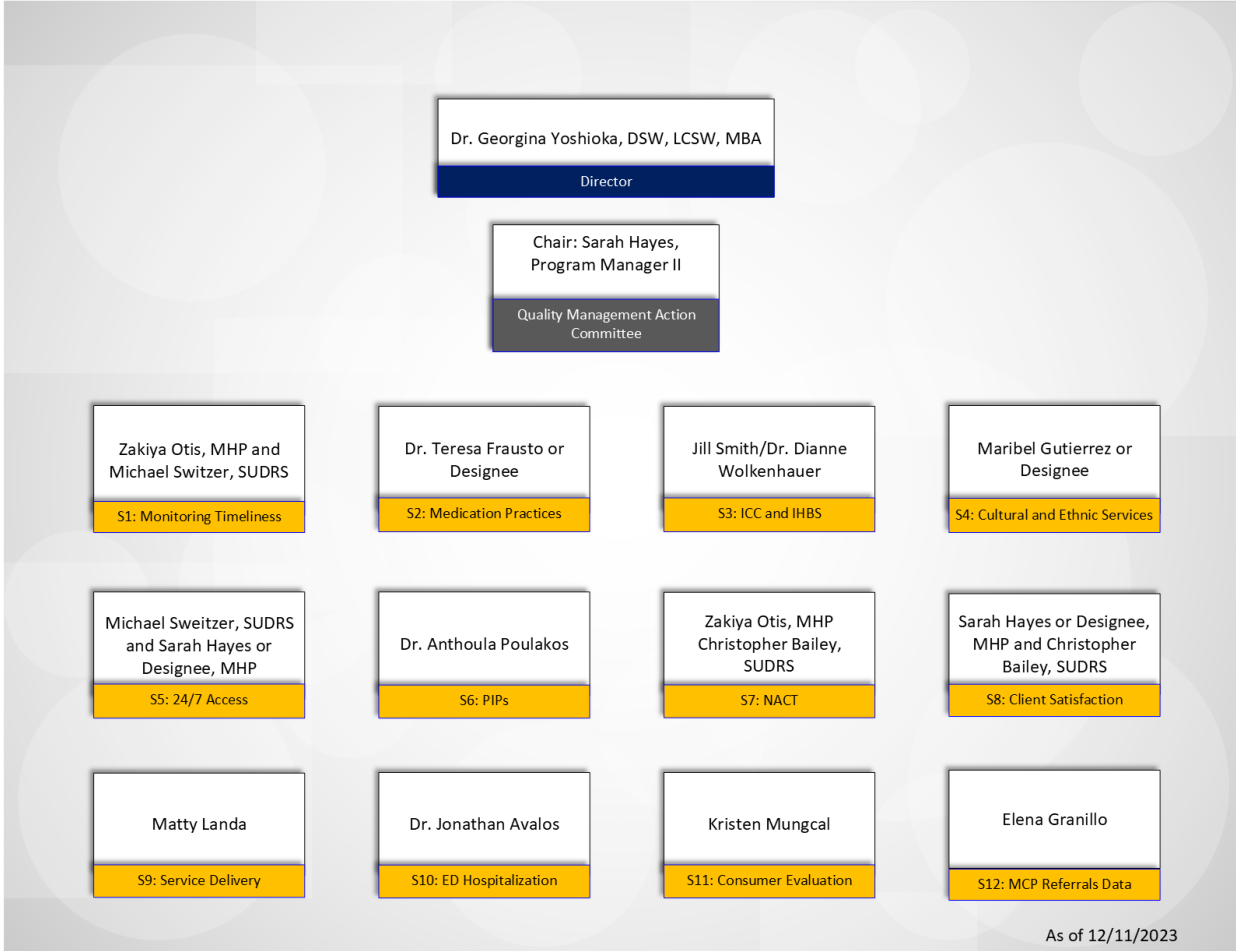 Dr. Georgina Yoshioka, DSW, LCSW, MBA
Director
Chair: Sarah Hayes,
Program Manager II
Quality Management Action
Committee
Zakiya Otis, MHP and
Michael Switzer, SUDRS
S1: Monitoring Timeliness
Dr. Teresa Frausto or
Designee
S2: Medication Practices
Jill Smith/Dr. Dianne
Wolkenhauer
S3: ICC and IHBS
Maribel Gutierrez or
Designee
S4: Cultural and Ethnic Services
Michael Sweitzer, SUDRS
and Sarah Hayes or
Designee, MHP
S5: 24/7 Access
Dr. Anthoula Poulakos
S6: PIPs
Zakiya Otis, MHP
Christopher Bailey,
SUDRS
S7: NACT
Sarah Hayes or Designee,
MHP and Christopher
Bailey, SUDRS
S8: Client Satisfaction
Matty Landa
S9: Service Delivery
Dr. Jonathan Avalos
S10: ED Hospitalization
Kristen Mungcal
S11: Consumer Evaluation
Elena Granillo
S12: MCP Referrals Data
As of 12/11/2023